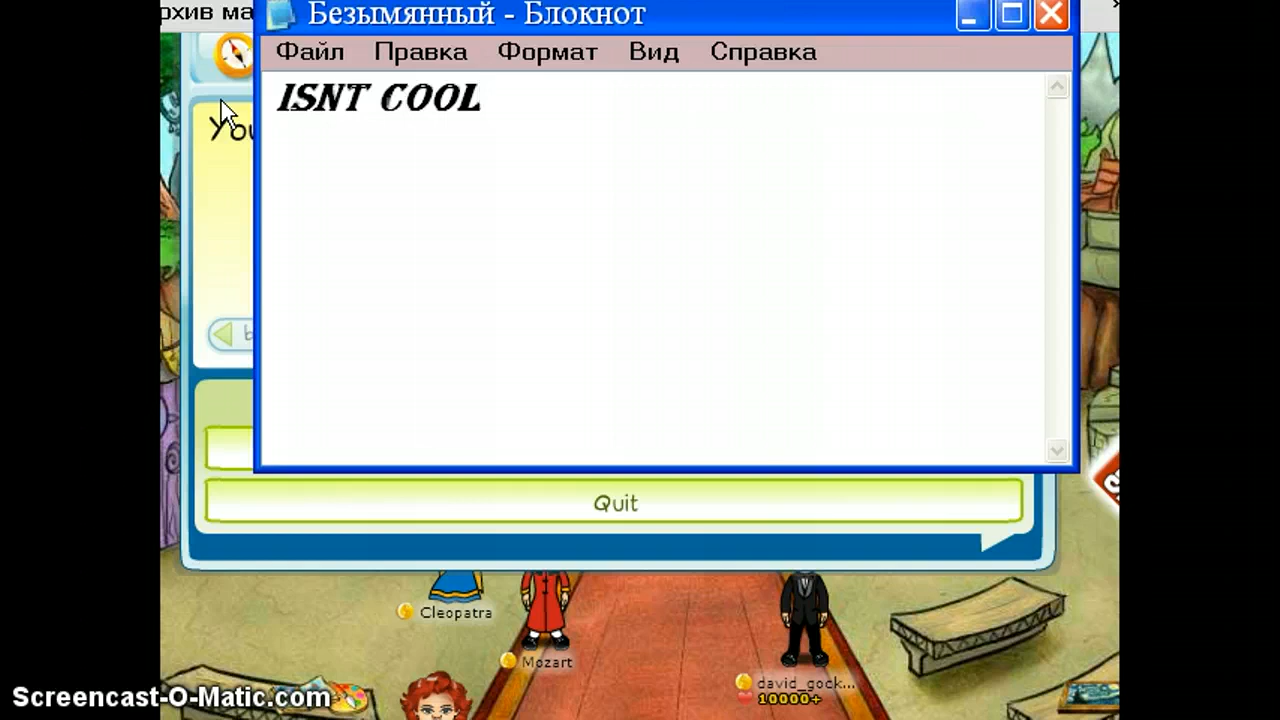 рхив ма
Безымянный - Блокнот
Файл Правка Формат Вид Справка
ISNT COOL
You
b
Quit
Cleopatra
Mozart
david_gock...
10000+
Screencast-O-Matic.com